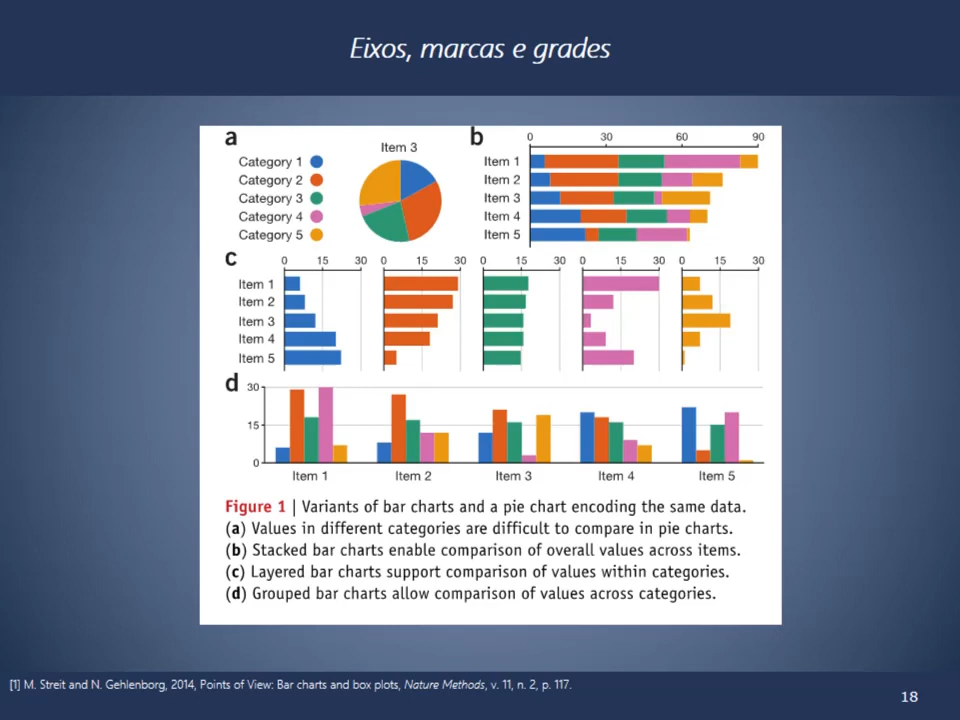 Eixos, marcas e grades
a
Item 3
Category 1
Category 2
Category 3
Category 4
Category 5
b
0 30 60 90
Item 1
Item 2
Item 3
Item 4
Item 5
c
0 15 30 0 15 30 0 15 30 0 15 30 0 15 30
Item 1
Item 2
Item 3
Item 4
Item 5
d
30
15
0
Item 1 Item 2 Item 3 Item 4 Item 5
Figure 1 | Variants of bar charts and a pie chart encoding the same data.
(a) Values in different categories are difficult to compare in pie charts.
(b) Stacked bar charts enable comparison of overall values across items.
(c) Layered bar charts support comparison of values within categories.
(d) Grouped bar charts allow comparison of values across categories.
[1] M. Streit and N. Gehlenborg, 2014, Points of View: Bar charts and box plots, Nature Methods, v. 11, n. 2, p. 117.
18